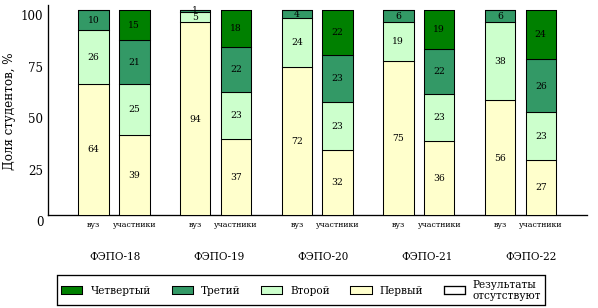 Доля студентов, %
100
75
50
25
0
10 15 1 18 4 22 6 19 6 24
26 21 5 22 24 23 19 22 38 26
64 25 94 23 72 23 75 23 56 23
39 37 32 36 27
вуз участники вуз участники вуз участники вуз участники вуз участники
ФЭПО-18 ФЭПО-19 ФЭПО-20 ФЭПО-21 ФЭПО-22
Четвертый Третий Второй Первый Результаты
отсутствуют